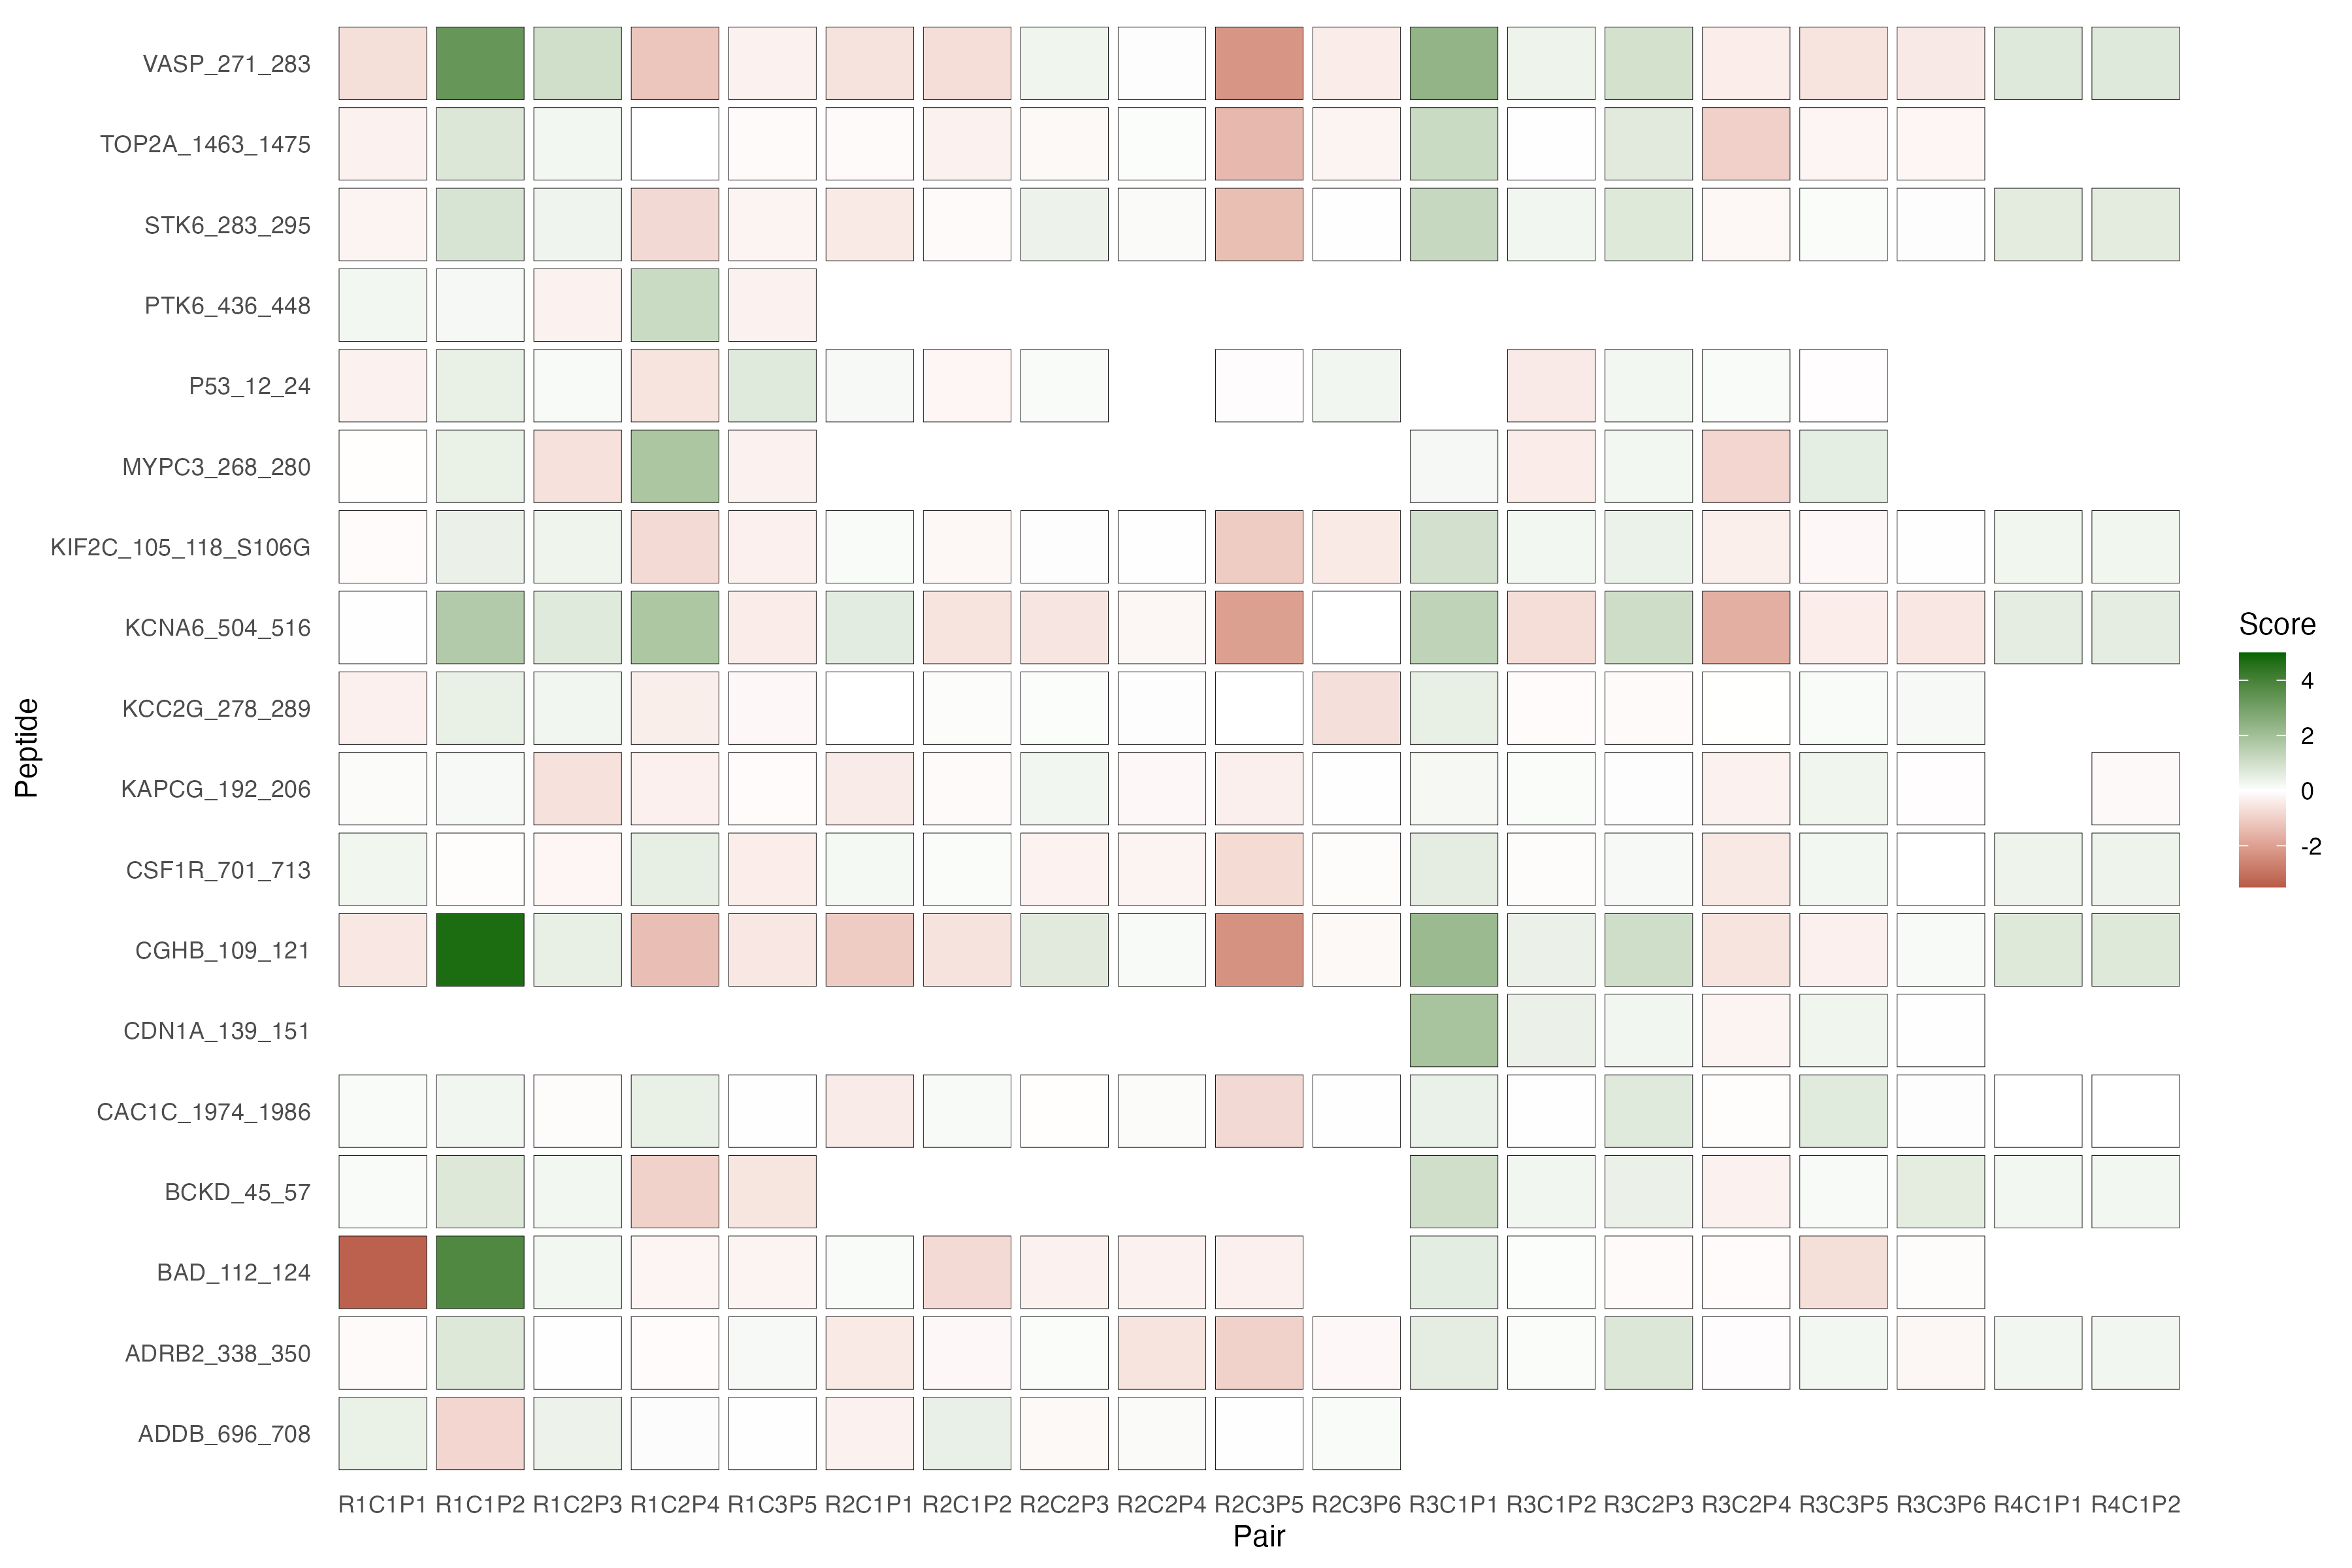 VASP_271_283
TOP2A_1463_1475
STK6_283_295
PTK6_436_448
P53_12_24
MYPC3_268_280
KIF2C_105_118_S106G
KCNA6_504_516
KCC2G_278_289
KAPCG_192_206
CSF1R_701_713
CGHB_109_121
CDN1A_139_151
CAC1C_1974_1986
BCKD_45_57
BAD_112_124
ADRB2_338_350
ADDB_696_708
Peptide
R1C1P1 R1C1P2 R1C2P3 R1C2P4 R1C3P5 R2C1P1 R2C1P2 R2C2P3 R2C2P4 R2C3P5 R2C3P6 R3C1P1 R3C1P2 R3C2P3 R3C2P4 R3C3P5 R3C3P6 R4C1P1 R4C1P2
Pair
Score
4
2
0
-2